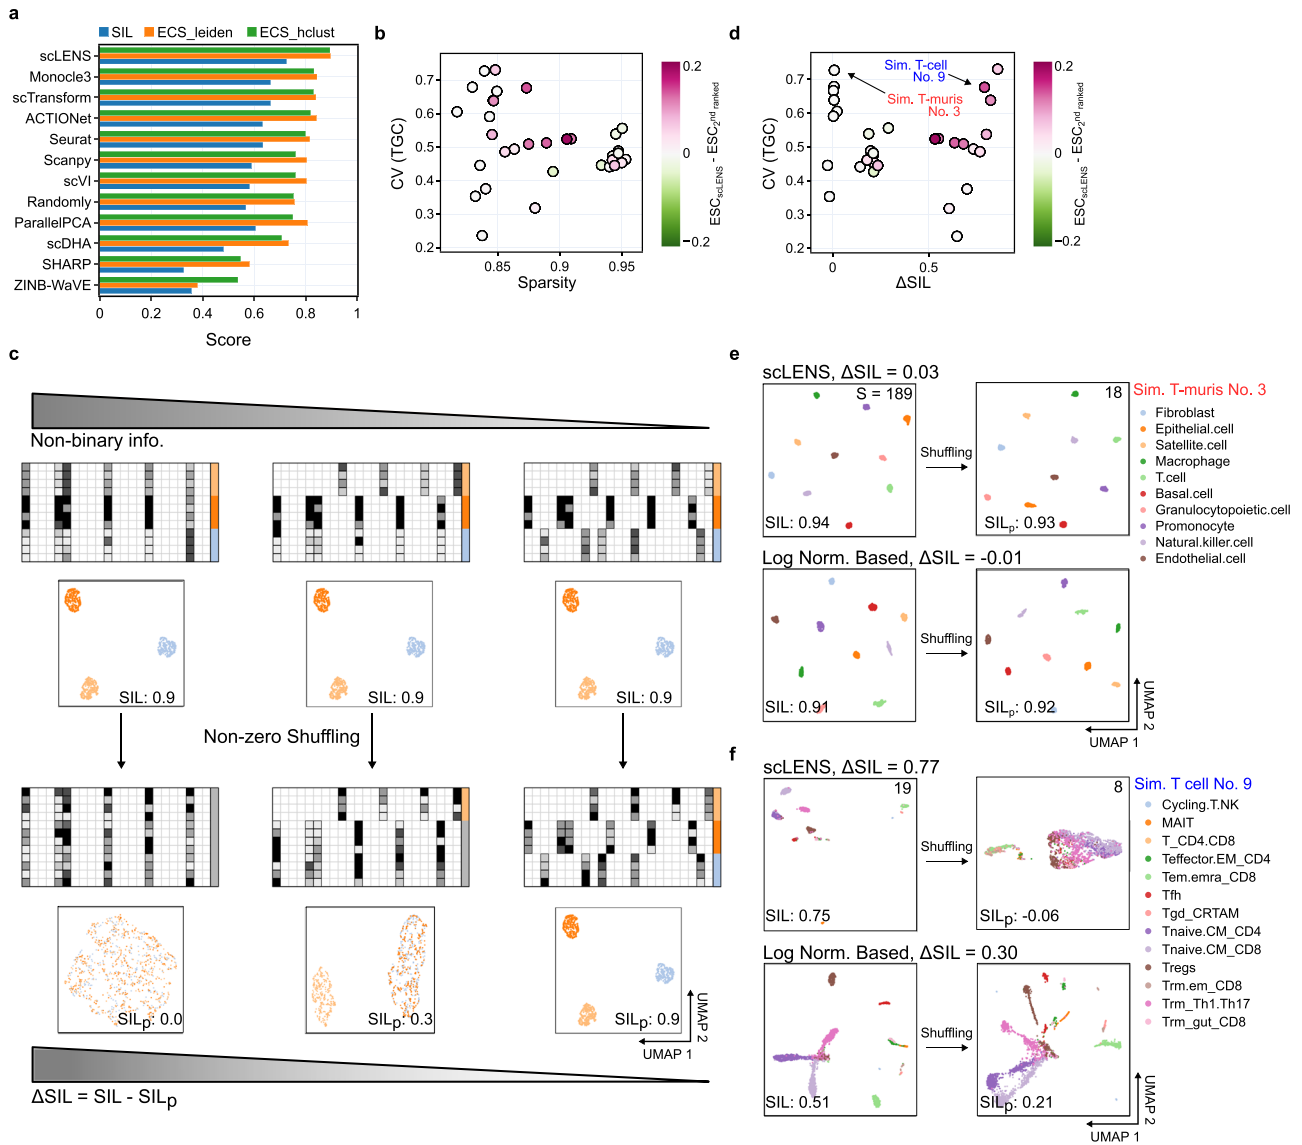 a
SIL
ECS_leiden
ECS_hclust
scLENS
Monocle3
scTransform
ACTIONet
Seurat
Scanpy
scVI
Randomly
ParallelPCA
scDHA
SHARP
ZINB-WaVE
0
0.2
0.4
0.6
0.8
1
Score
b
CV (TGC)
0.7
0.6
0.5
0.4
0.3
0.2
0.85
0.9
0.95
Sparsity
0.2
0
−0.2
ESCscLENS - ESC2nd ranked
d
CV (TGC)
0.7
0.6
0.5
0.4
0.3
0.2
0
0.5
ΔSIL
Sim. T-cell
No. 9
Sim. T-muris
No. 3
0.2
0
−0.2
ESCscLENS - ESC2nd ranked
c
Non-binary info.
SIL: 0.9
SIL: 0.9
SIL: 0.9
Non-zero Shuffling
SILp: 0.0
SILp: 0.3
SILp: 0.9
UMAP 1
UMAP 2
ΔSIL = SIL - SILp
e
scLENS, ΔSIL = 0.03
S = 189
SIL: 0.94
Shuffling
18
SILp: 0.93
Log Norm. Based, ΔSIL = -0.01
SIL: 0.91
Shuffling
SILp: 0.92
UMAP 1
UMAP 2
Sim. T-muris No. 3
Fibroblast
Epithelial.cell
Satellite.cell
Macrophage
T.cell
Basal.cell
Granulocytopoietic.cell
Promonocyte
Natural.killer.cell
Endothelial.cell
f
scLENS, ΔSIL = 0.77
19
SIL: 0.75
Shuffling
8
SILp: -0.06
Log Norm. Based, ΔSIL = 0.30
SIL: 0.51
Shuffling
SILp: 0.21
UMAP 1
UMAP 2
Sim. T cell No. 9
Cycling.T.NK
MAIT
T_CD4.CD8
Teffector.EM_CD4
Tem.emra_CD8
Tfh
Tgd_CRTAM
Tnaive.CM_CD4
Tnaive.CM_CD8
Tregs
Trm.em_CD8
Trm_Th1.Th17
Trm_gut_CD8